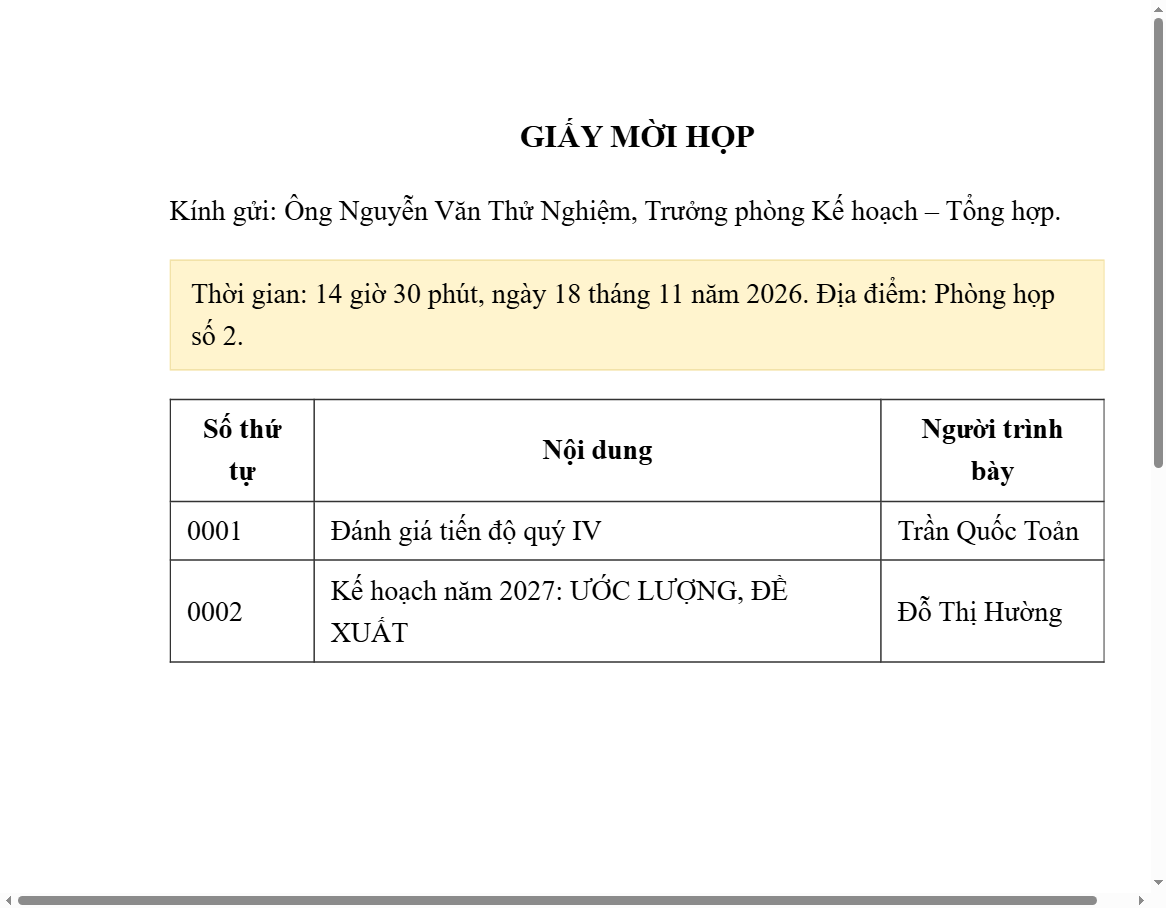 GIẤY MỜI HỌP
Kính gửi: Ông Nguyễn Văn Thử Nghiệm, Trưởng phòng Kế hoạch – Tổng hợp.
Thời gian: 14 giờ 30 phút, ngày 18 tháng 11 năm 2026. Địa điểm: Phòng họp
số 2.
Số thứ
tự
Nội dung
Người trình
bày
0001
Đánh giá tiến độ quý IV
Trần Quốc Toản
0002
Kế hoạch năm 2027: ƯỚC LƯỢNG, ĐỀ
XUẤT
Đỗ Thị Hường